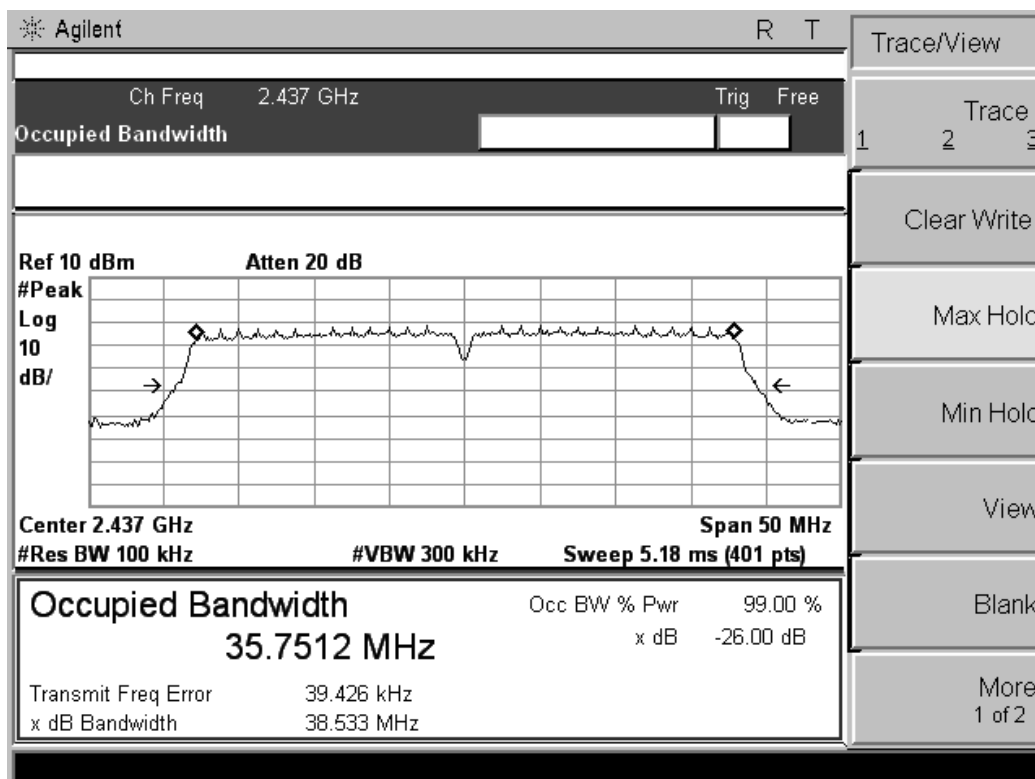 Agilent R T
Trace/View
Ch Freq 2.437 GHz Trig Free
Occupied Bandwidth
Trace
1 2 3
Clear Write
Ref 10 dBm Atten 20 dB
#Peak
Log
10
dB/
Max Hold
Min Hold
Center 2.437 GHz Span 50 MHz
#Res BW 100 kHz #VBW 300 kHz Sweep 5.18 ms (401 pts)
View
Occupied Bandwidth Occ BW % Pwr 99.00 %
35.7512 MHz x dB -26.00 dB
Blank
Transmit Freq Error 39.426 kHz
x dB Bandwidth 38.533 MHz
More
1 of 2